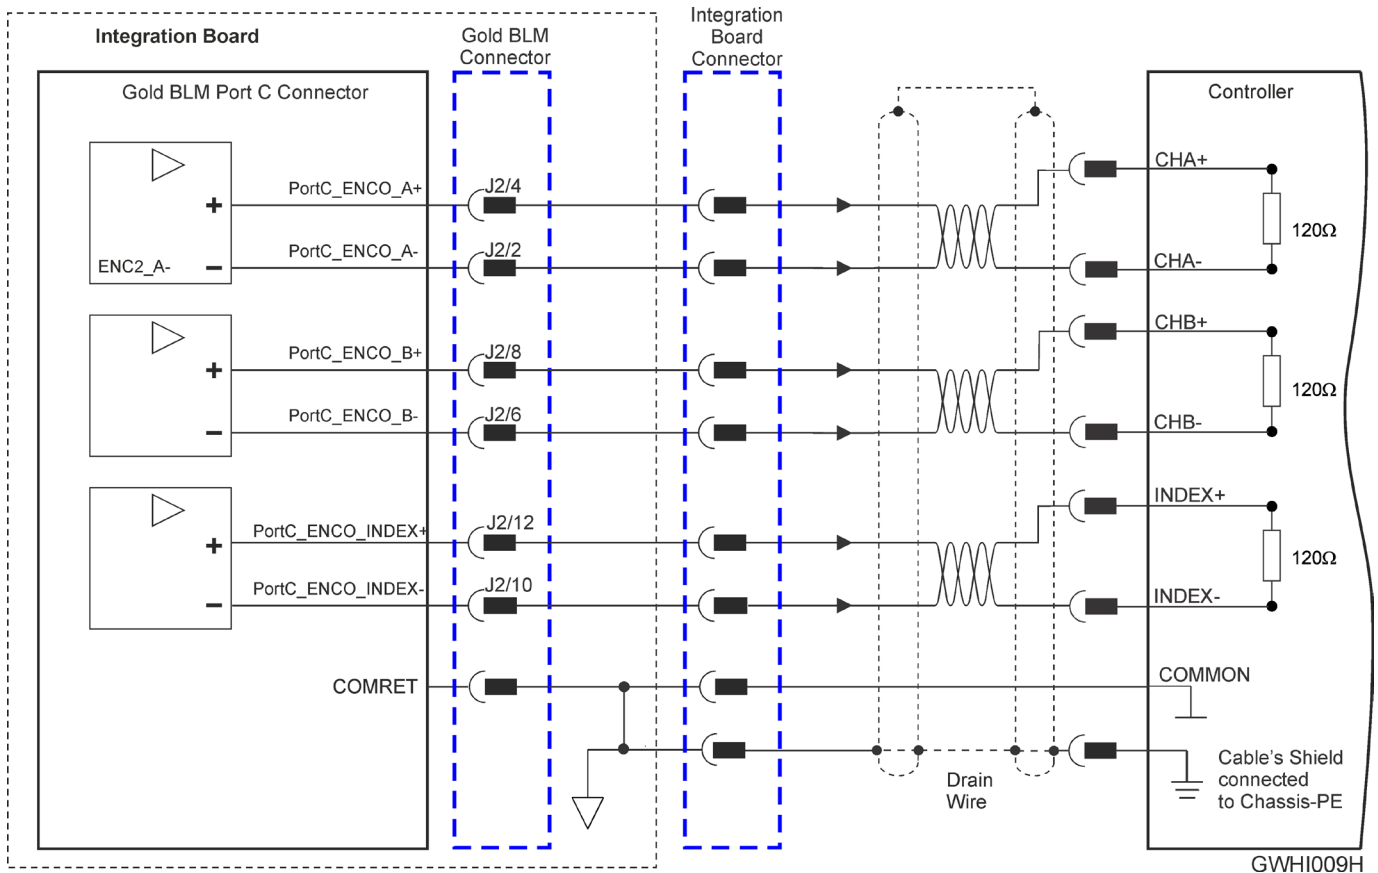 Integration Board
Gold BLM
Connector
Integration
Board
Connector
Gold BLM Port C Connector
Controller
PortC_ENCO_A+
J2/4
CHA+
+
120Ω
PortC_ENCO_A-
J2/2
CHA-
ENC2_A-
−
PortC_ENCO_B+
J2/8
CHB+
+
120Ω
PortC_ENCO_B-
J2/6
CHB-
−
PortC_ENCO_INDEX+
J2/12
INDEX+
+
120Ω
PortC_ENCO_INDEX-
J2/10
INDEX-
−
COMRET
COMMON
Drain
Wire
Cable's Shield
connected
to Chassis-PE
GWHI009H